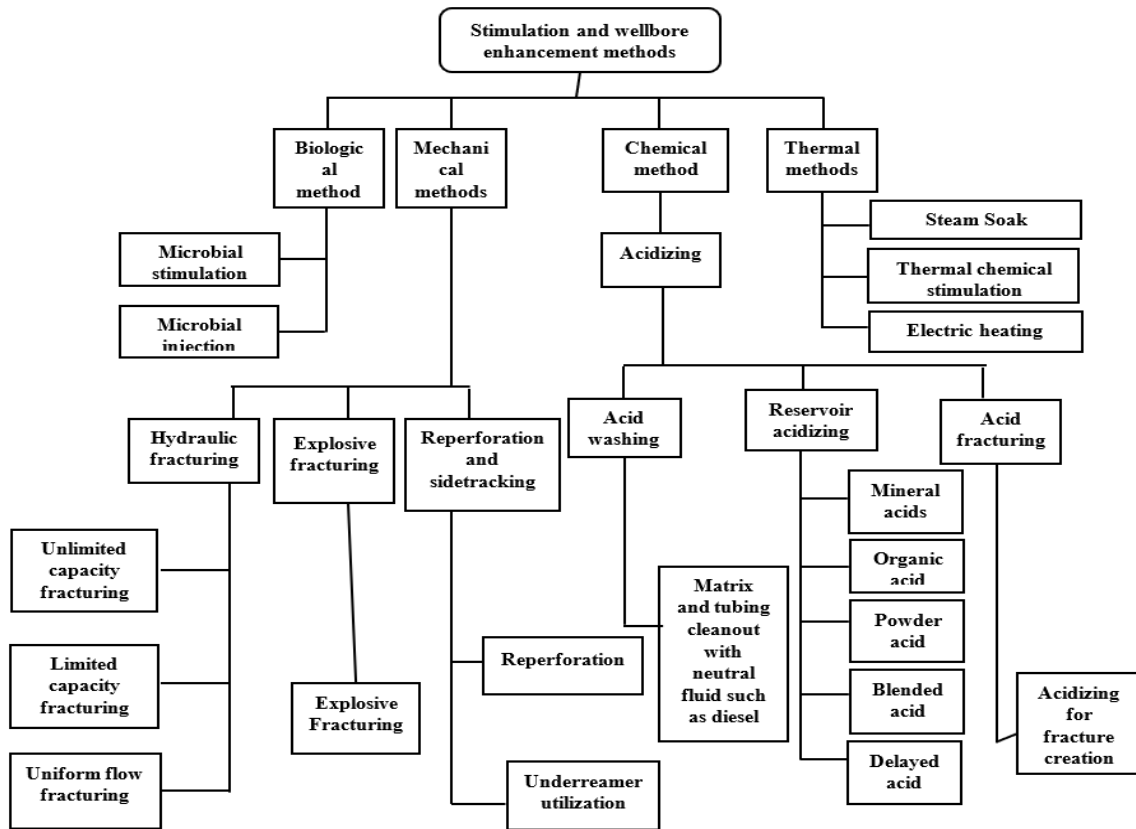 Stimulation and wellbore
enhancement methods
Biologic
al
method
Mechani
cal
methods
Chemical
method
Thermal
methods
Microbial
stimulation
Microbial
injection
Acidizing
Steam Soak
Thermal chemical
stimulation
Electric heating
Hydraulic
fracturing
Explosive
fracturing
Reperforation
and
sidetracking
Acid
washing
Reservoir
acidizing
Acid
fracturing
Unlimited
capacity
fracturing
Limited
capacity
fracturing
Uniform flow
fracturing
Explosive
Fracturing
Reperforation
Underreamer
utilization
Matrix
and tubing
cleanout
with
neutral
fluid such
as diesel
Mineral
acids
Organic
acid
Powder
acid
Blended
acid
Delayed
acid
Acidizing
for
fracture
creation